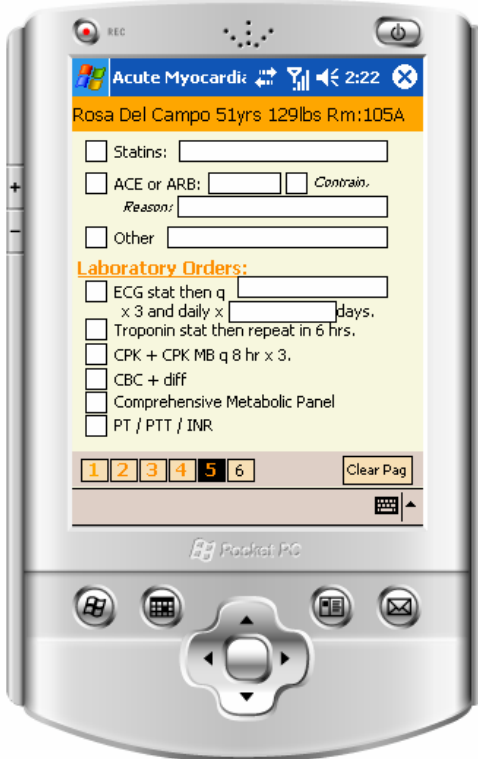 REC
Acute Myocardia 2:22
Rosa Del Campo 51yrs 129lbs Rm:105A
Statins:
ACE or ARB: Contrain.
Reason:
Other
Laboratory Orders:
ECG stat then q
x 3 and daily x days.
Troponin stat then repeat in 6 hrs.
CPK + CPK MB q 8 hr x 3.
CBC + diff
Comprehensive Metabolic Panel
PT / PTT / INR
1 2 3 4 5 6 Clear Pag
Pocket PC